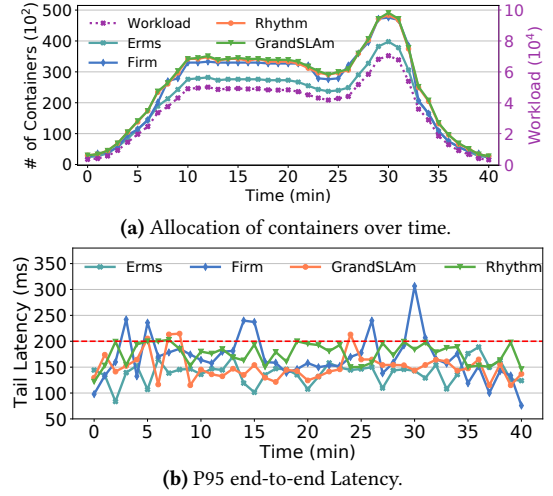 # of Containers (10²)
500
400
300
200
100
0
Workload
Erms
Firm
Rhythm
GrandSLAm
10
8
6
4
2
0
Workload (10⁴)
0 5 10 15 20 25 30 35 40
Time (min)
(a) Allocation of containers over time.
Tail Latency (ms)
350
300
250
200
150
100
50
Erms Firm GrandSLAm Rhythm
0 5 10 15 20 25 30 35 40
Time (min)
(b) P95 end-to-end Latency.